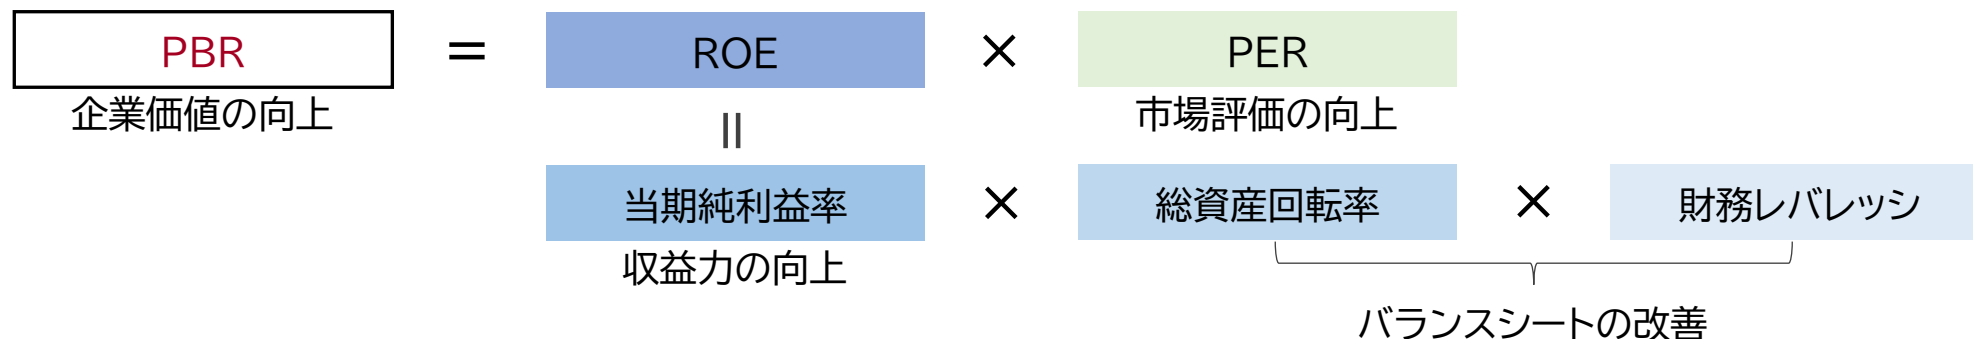 PBR = ROE × PER
企業価値の向上 市場評価の向上
=
当期純利益率 × 総資産回転率 × 財務レバレッシ
収益力の向上
バランスシートの改善